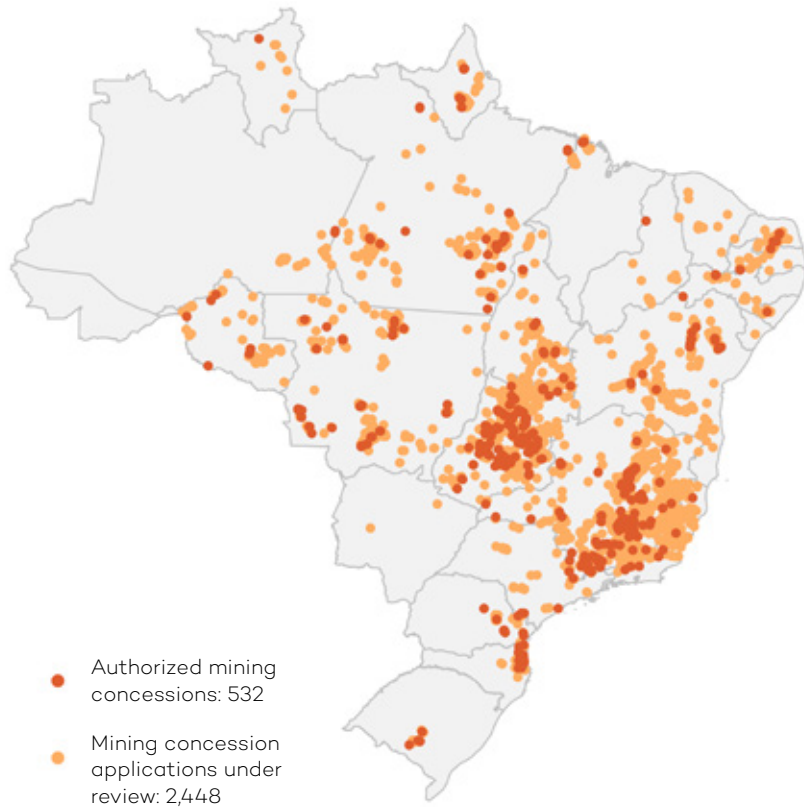 Authorized mining
concessions: 532
Mining concession
applications under
review: 2,448